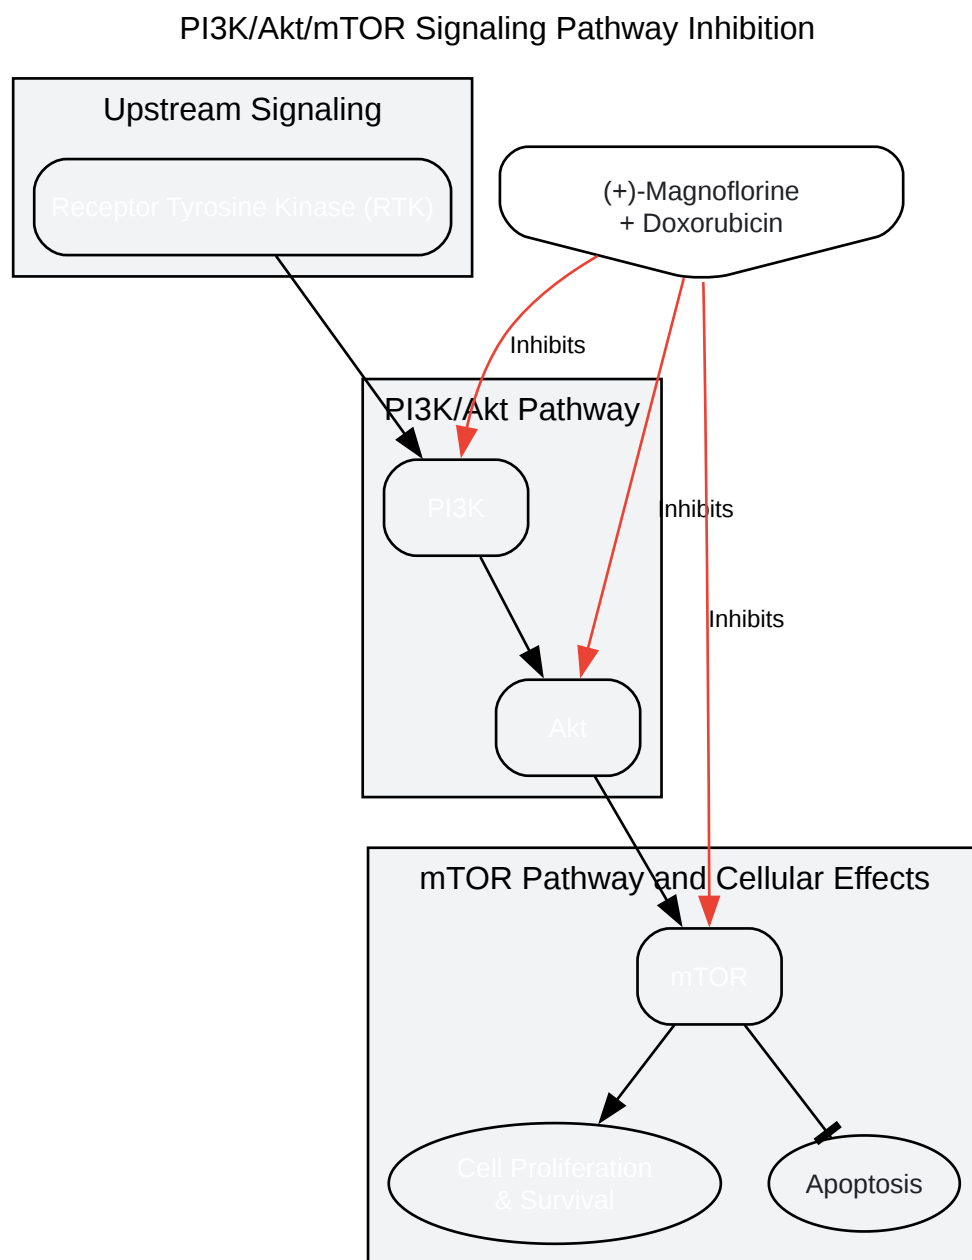 PI3K/Akt/mTOR Signaling Pathway Inhibition
Upstream Signaling
Receptor Tyrosine Kinase (RTK)
(+)-Magnoflorine
+ Doxorubicin
Inhibits
PI3K/Akt Pathway
PI3K
Inhibits
Inhibits
Akt
mTOR Pathway and Cellular Effects
mTOR
Cell Proliferation
& Survival
Apoptosis